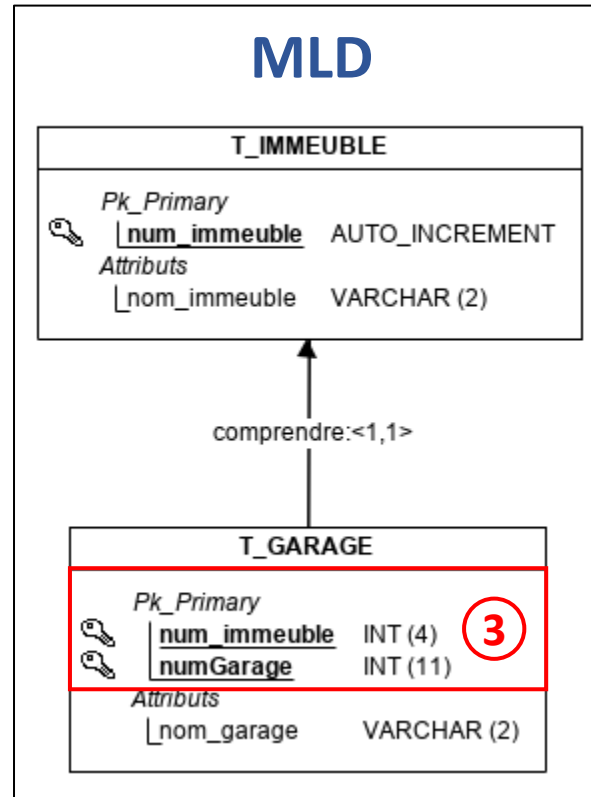 MLD
T_IMMEUBLE
Pk_Primary
num_immeuble AUTO_INCREMENT
Attributs
nom_immeuble VARCHAR (2)
comprendre:<1,1>
T_GARAGE
Pk_Primary
num_immeuble INT (4)
3
numGarage INT (11)
Attributs
nom_garage VARCHAR (2)